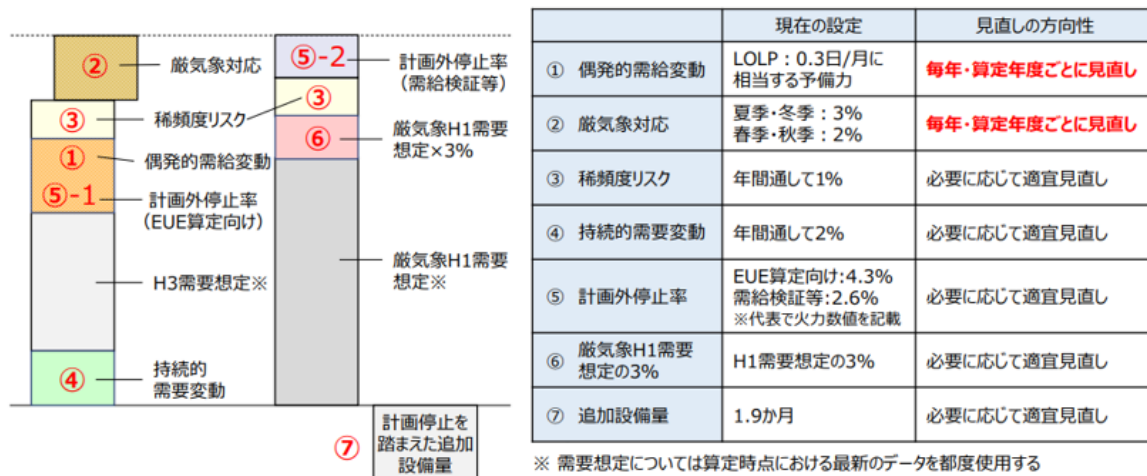 ②
厳気象対応
③
稀頻度リスク
①
偶発的需給変動
⑤-1
計画外停止率
（EUE算定向け）
H3需要想定※
④
持続的
需要変動
⑤-2
計画外停止率
（需給検証等）
③
⑥
厳気象H1需要
想定×3%
厳気象H1需要
想定※
⑦
計画停止を
踏まえた追加
設備量
現在の設定 見直しの方向性
① 偶発的需給変動 LOLP：0.3日/月に
相当する予備力 毎年・算定年度ごとに見直し
② 厳気象対応 夏季・冬季：3%
春季・秋季：2% 毎年・算定年度ごとに見直し
③ 稀頻度リスク 年間通して1% 必要に応じて適宜見直し
④ 持続的需要変動 年間通して2% 必要に応じて適宜見直し
⑤ 計画外停止率 EUE算定向け:4.3%
需給検証等:2.6%
※代表で火力数値を記載 必要に応じて適宜見直し
⑥ 厳気象H1需要
想定の3% H1需要想定の3% 必要に応じて適宜見直し
⑦ 追加設備量 1.9か月 必要に応じて適宜見直し
※ 需要想定については算定時点における最新のデータを都度使用する